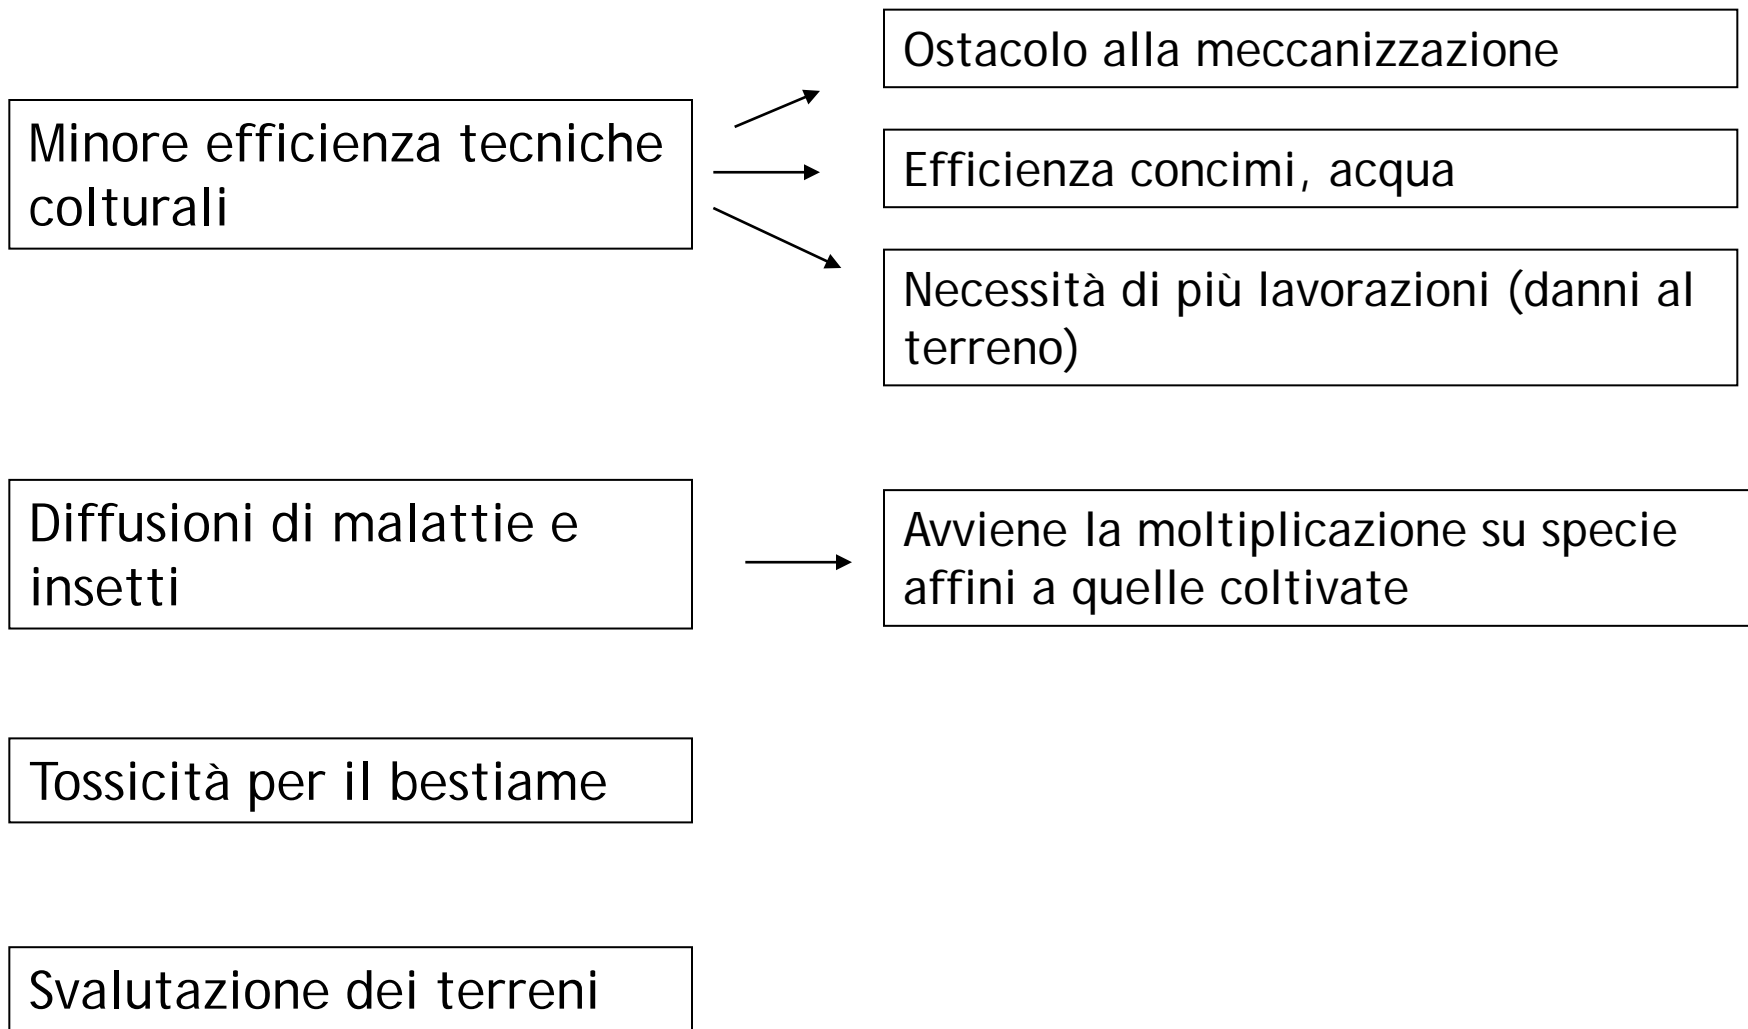 Ostacolo alla meccanizzazione
Minore efficienza tecniche
colturali
Efficienza concimi, acqua
Necessità di più lavorazioni (danni al
terreno)
Diffusioni di malattie e
insetti
Avviene la moltiplicazione su specie
affini a quelle coltivate
Tossicità per il bestiame
Svalutazione dei terreni